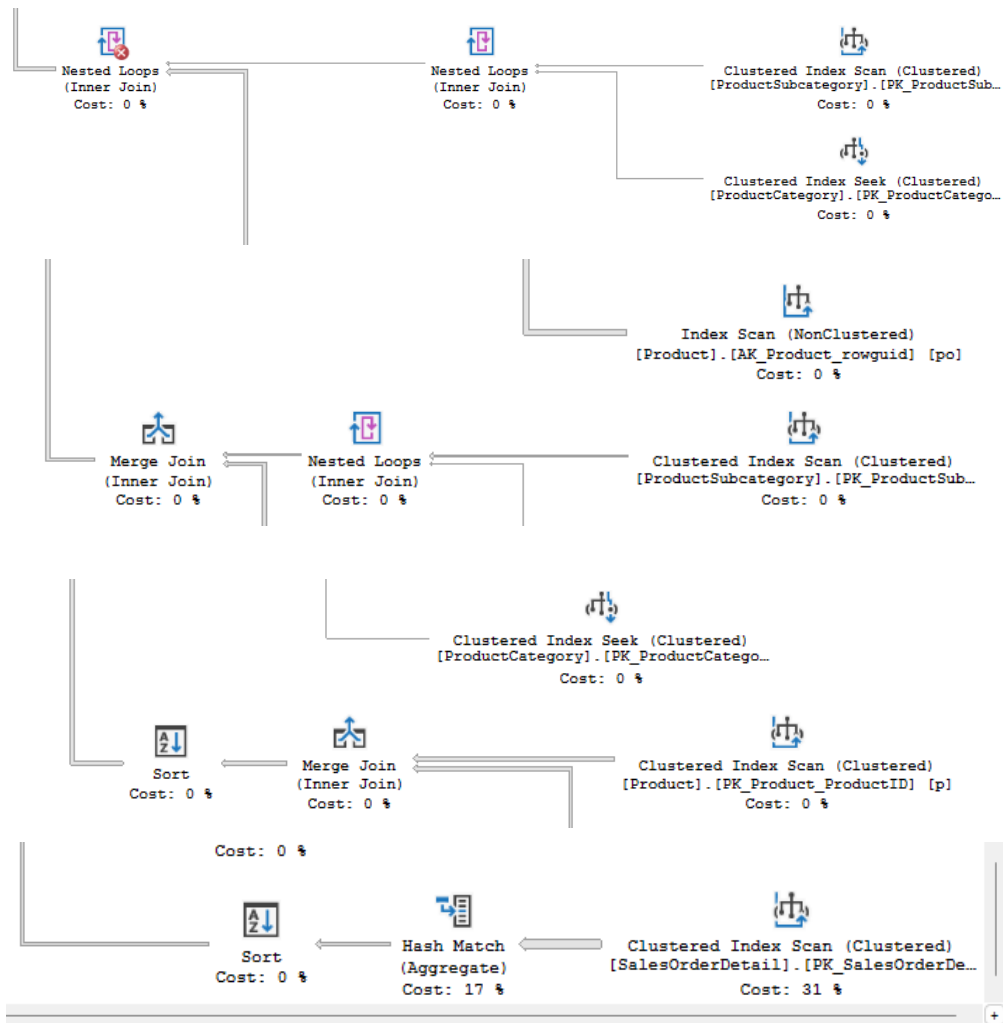 Nested Loops
(Inner Join)
Cost: 0 %
Nested Loops
(Inner Join)
Cost: 0 %
Clustered Index Scan (Clustered)
[ProductSubcategory].[PK_ProductSub…
Cost: 0 %
Clustered Index Seek (Clustered)
[ProductCategory].[PK_ProductCatego…
Cost: 0 %
Index Scan (NonClustered)
[Product].[AK_Product_rowguid] [po]
Cost: 0 %
Merge Join
(Inner Join)
Cost: 0 %
Nested Loops
(Inner Join)
Cost: 0 %
Clustered Index Scan (Clustered)
[ProductSubcategory].[PK_ProductSub…
Cost: 0 %
Clustered Index Seek (Clustered)
[ProductCategory].[PK_ProductCatego…
Cost: 0 %
Sort
Cost: 0 %
Merge Join
(Inner Join)
Cost: 0 %
Clustered Index Scan (Clustered)
[Product].[PK_Product_ProductID] [p]
Cost: 0 %
Cost: 0 %
Sort
Cost: 0 %
Hash Match
(Aggregate)
Cost: 17 %
Clustered Index Scan (Clustered)
[SalesOrderDetail].[PK_SalesOrderDe…
Cost: 31 %